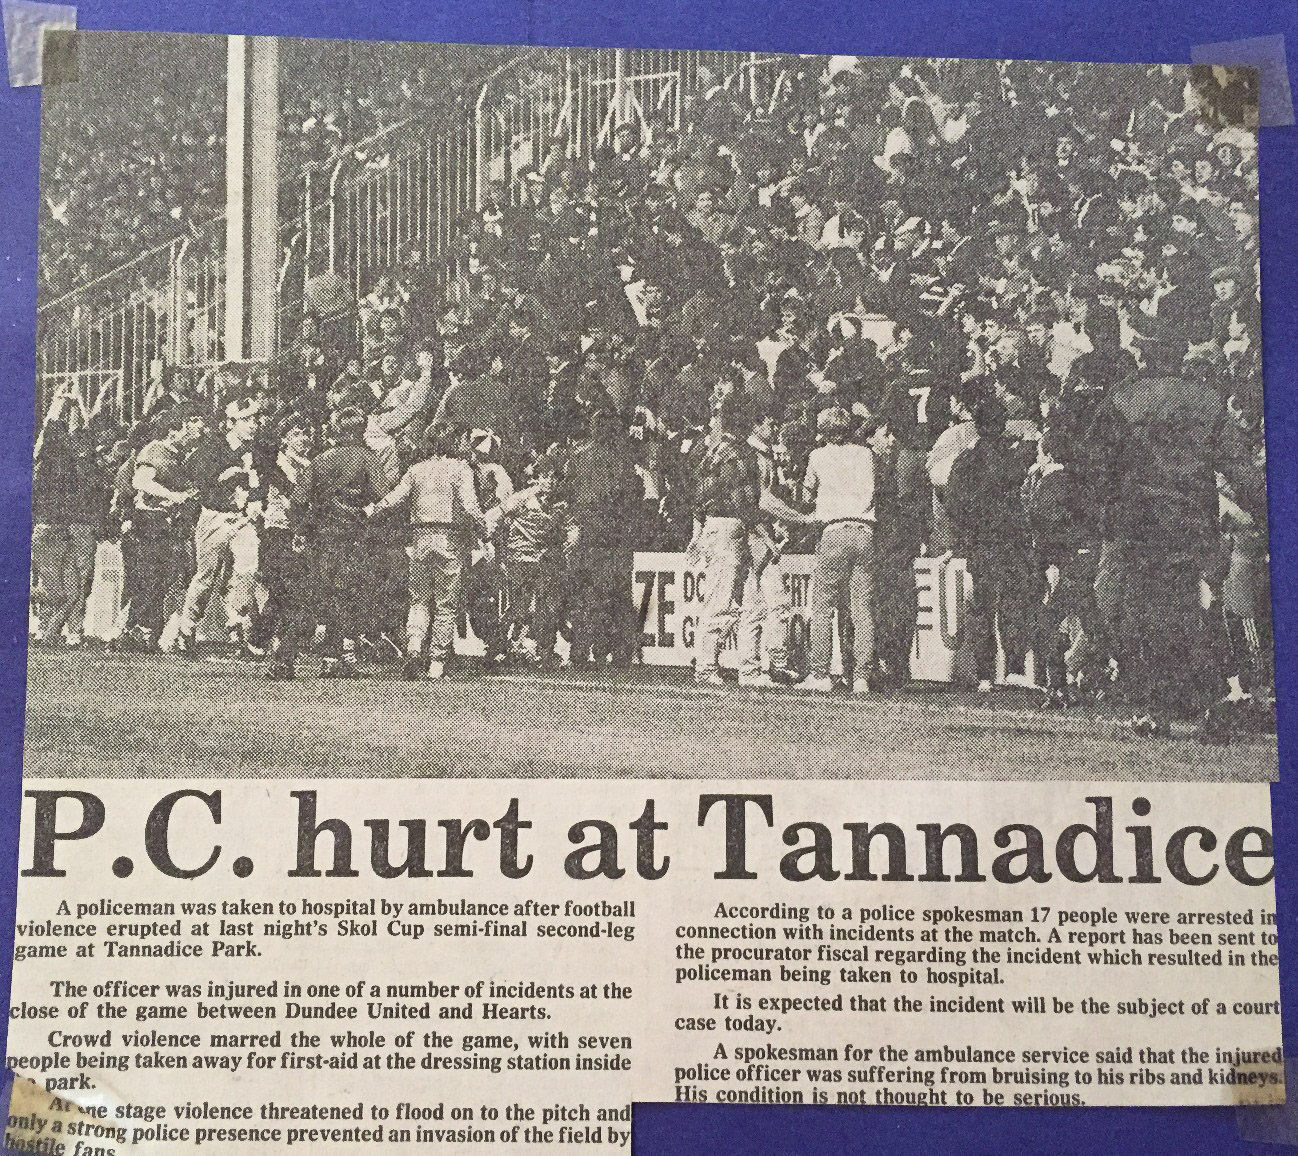 7
ZE
P.C. hurt at Tannadice
A policeman was taken to hospital by ambulance after football
violence erupted at last night's Skol Cup semi-final second-leg
game at Tannadice Park.
The officer was injured in one of a number of incidents at the
close of the game between Dundee United and Hearts.
Crowd violence marred the whole of the game, with seven
people being taken away for first-aid at the dressing station inside
park.
At one stage violence threatened to flood on to the pitch and
only a strong police presence prevented an invasion of the field by
hostile fans.
According to a police spokesman 17 people were arrested in
connection with incidents at the match. A report has been sent to
the procurator fiscal regarding the incident which resulted in the
policeman being taken to hospital.
It is expected that the incident will be the subject of a court
case today.
A spokesman for the ambulance service said that the injured
police officer was suffering from bruising to his ribs and kidneys.
His condition is not thought to be serious.